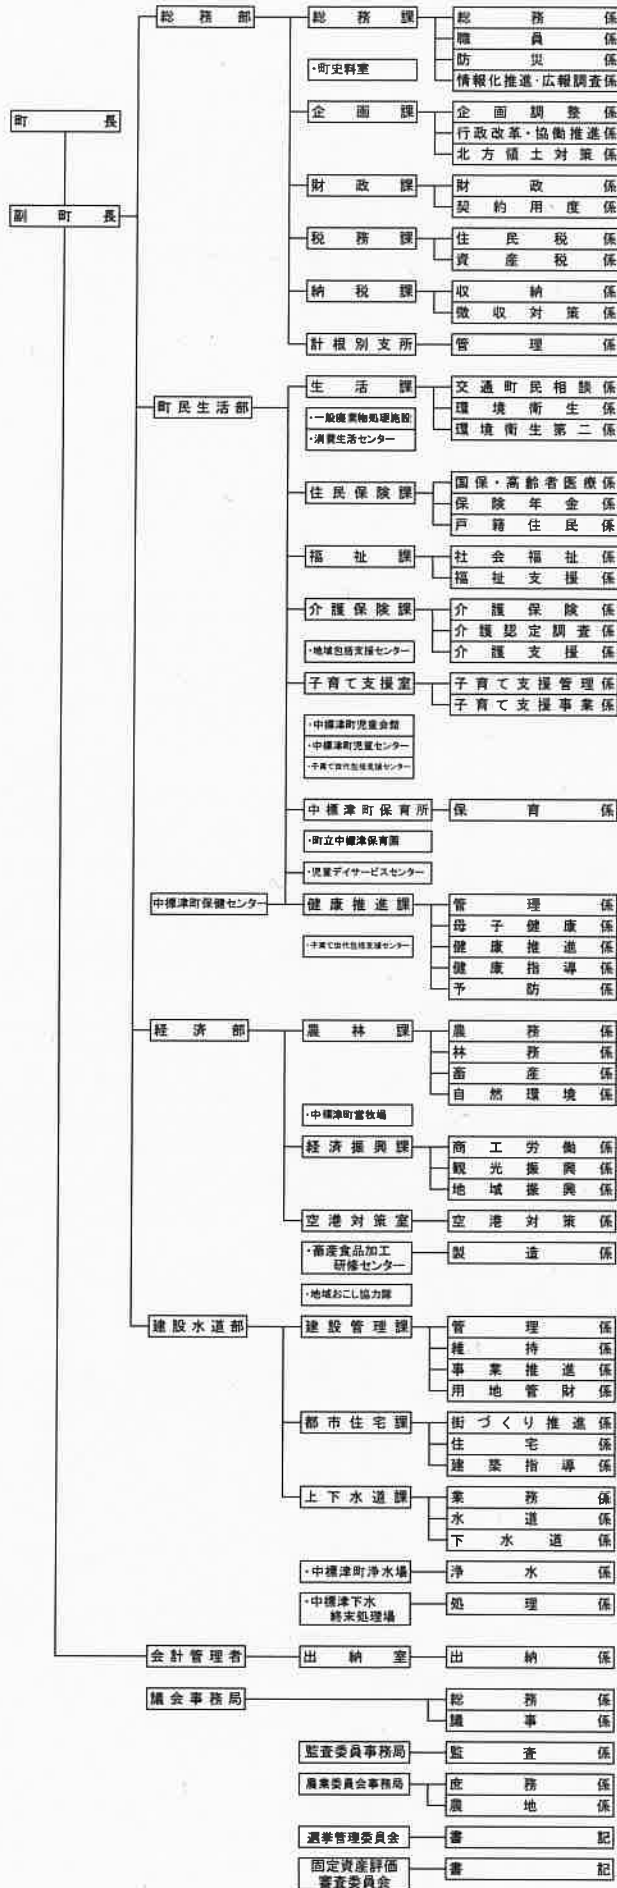 町長
副町長
総務部
総務課
総務係
職員係
防災係
情報化推進・広報調査係
・町史料室
企画課
企画調整係
行政改革・協働推進係
北方領土対策係
財政課
財政係
契約用度係
税務課
住民税係
資産税係
納税課
収納係
徴収対策係
計根別支所
管理係
町民生活部
生活課
交通町民相談係
環境衛生係
環境衛生第二係
・一般廃棄物処理施設
・消費生活センター
住民保険課
国保・高齢者医療係
保険年金係
戸籍住民係
福祉課
社会福祉係
福祉支援係
介護保険課
介護保険係
介護認定調査係
介護支援係
・地域包括支援センター
子育て支援室
子育て支援管理係
子育て支援事業係
・中標津町児童会館
・中標津町児童センター
・子育て世代包括支援センター
中標津町保育所
保育係
・町立中標津保育園
・児童デイサービスセンター
中標津町保健センター
健康推進課
管理係
母子健康係
健康推進係
健康指導係
予防係
・子育て世代包括支援センター
経済部
農林課
農務係
林務係
畜産係
自然環境係
・中標津町営牧場
経済振興課
商工労働係
観光振興係
地域振興係
空港対策室
空港対策係
・畜産食品加工
研修センター
製造係
・地域おこし協力隊
建設水道部
建設管理課
管理係
維持係
事業推進係
用地管財係
都市住宅課
街づくり推進係
住宅係
建築指導係
上下水道課
業務係
水道係
下水道係
・中標津町浄水場
浄水係
・中標津下水
終末処理場
処理係
会計管理者
出納室
出納係
議会事務局
総務係
議事係
監査委員事務局
監査係
農業委員会事務局
庶務係
農地係
選挙管理委員会
書記
固定資産評価
審査委員会
書記